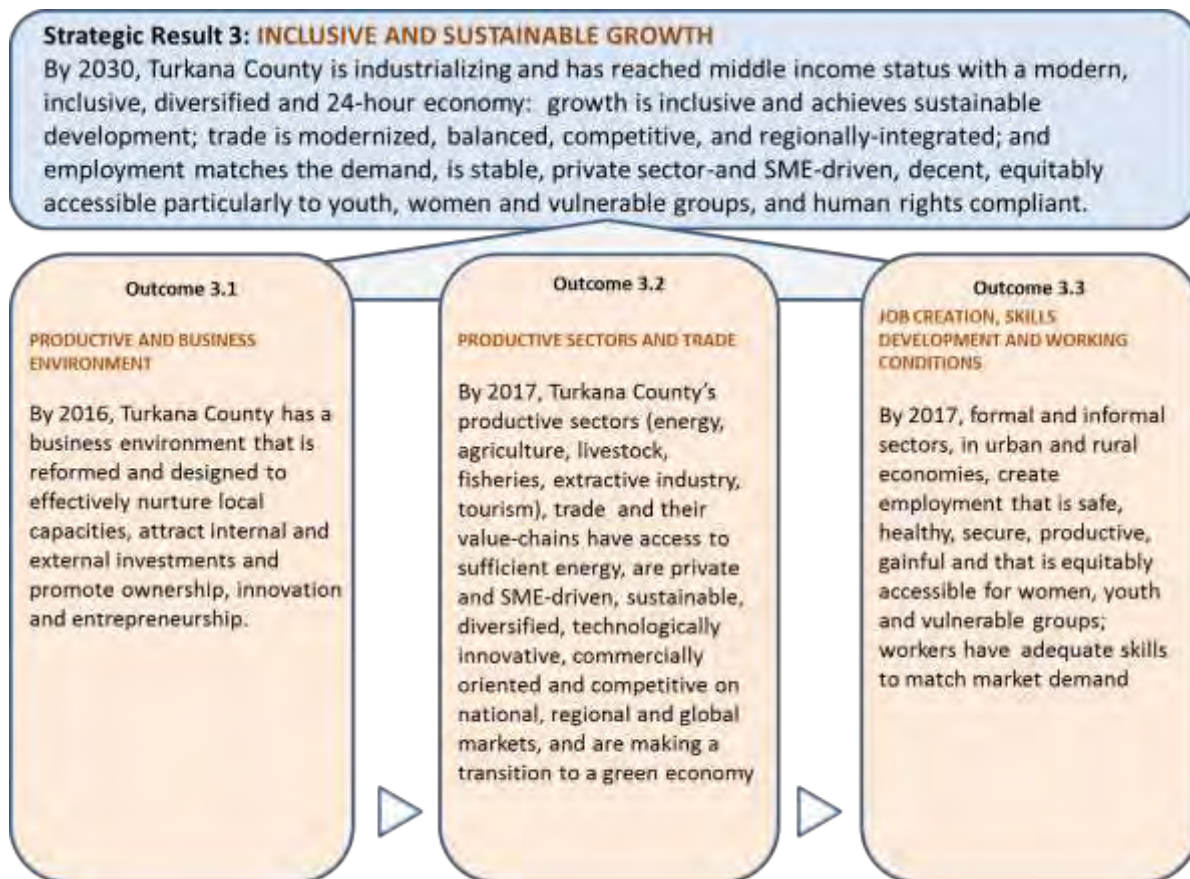 Strategic Result 3: INCLUSIVE AND SUSTAINABLE GROWTH
By 2030, Turkana County is industrializing and has reached middle income status with a modern,
inclusive, diversified and 24-hour economy:  growth is inclusive and achieves sustainable
development; trade is modernized, balanced, competitive, and regionally-integrated; and
employment matches the demand, is stable, private sector-and SME-driven, decent, equitably
accessible particularly to youth, women and vulnerable groups, and human rights compliant.
Outcome 3.1
PRODUCTIVE AND BUSINESS
ENVIRONMENT
By 2016, Turkana County has a
business environment that is
reformed and designed to
effectively nurture local
capacities, attract internal and
external investments and
promote ownership, innovation
and entrepreneurship.
Outcome 3.2
PRODUCTIVE SECTORS AND TRADE
By 2017, Turkana County's
productive sectors (energy,
agriculture, livestock,
fisheries, extractive industry,
tourism), trade  and their
value-chains have access to
sufficient energy, are private
and SME-driven, sustainable,
diversified, technologically
innovative, commercially
oriented and competitive on
national, regional and global
markets, and are making a
transition to a green economy
Outcome 3.3
JOB CREATION, SKILLS
DEVELOPMENT AND WORKING
CONDITIONS
By 2017, formal and informal
sectors, in urban and rural
economies, create
employment that is safe,
healthy, secure, productive,
gainful and that is equitably
accessible for women, youth
and vulnerable groups;
workers have  adequate skills
to match market demand